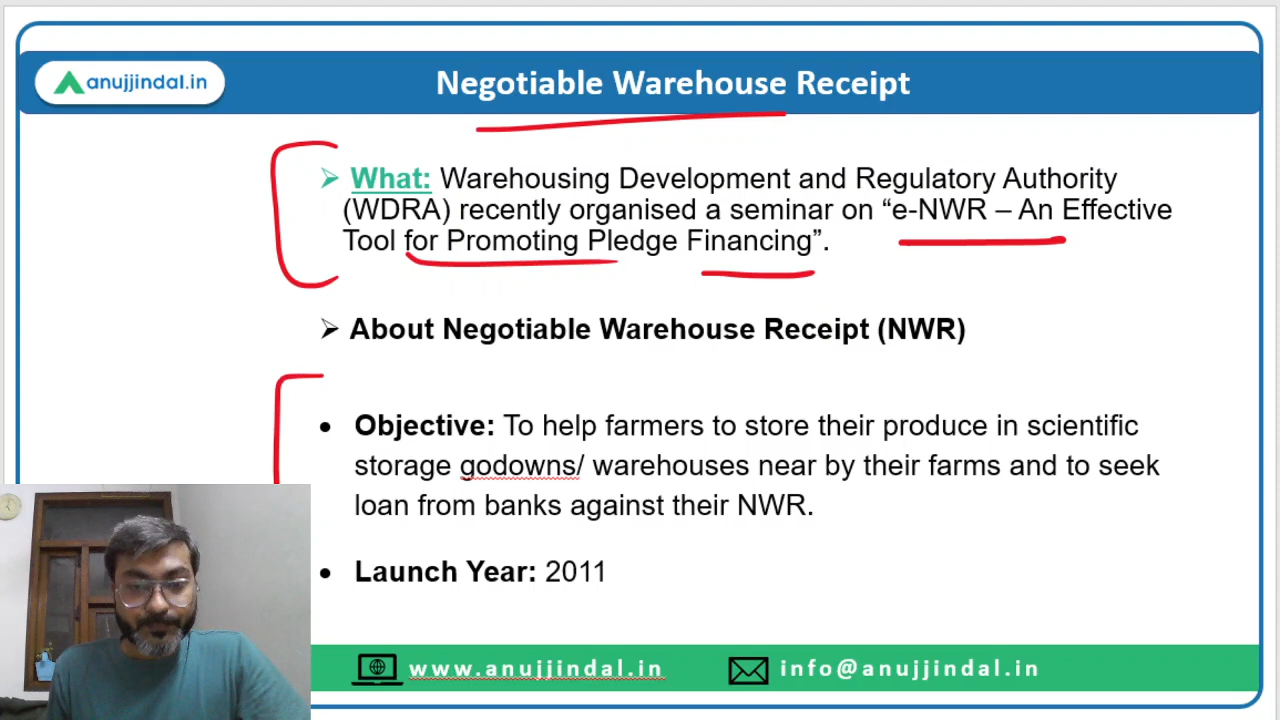 anujjindal.in
Negotiable Warehouse Receipt
➢ What: Warehousing Development and Regulatory Authority
(WDRA) recently organised a seminar on “e-NWR – An Effective
Tool for Promoting Pledge Financing”.
➢ About Negotiable Warehouse Receipt (NWR)
• Objective: To help farmers to store their produce in scientific
storage godowns/ warehouses near by their farms and to seek
loan from banks against their NWR.
• Launch Year: 2011
www.anujjindal.in
info@anujjindal.in